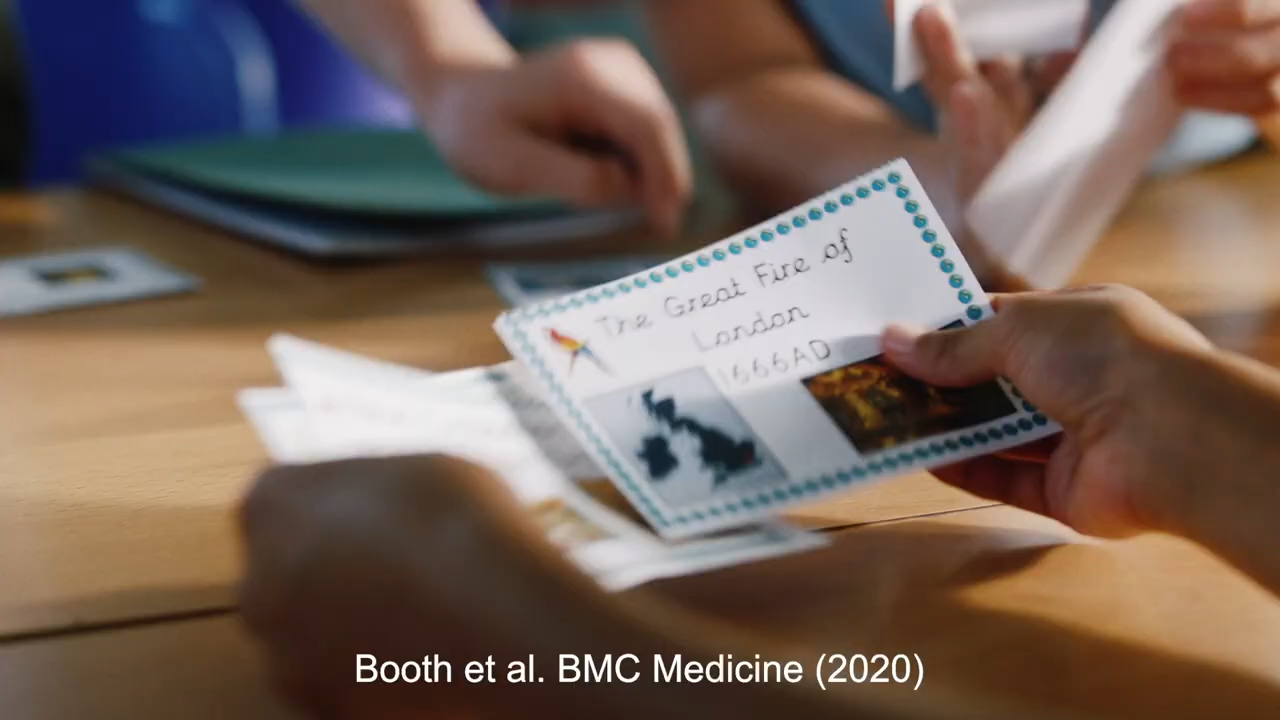 The Great Fire of
London
1666AD
Booth et al. BMC Medicine (2020)